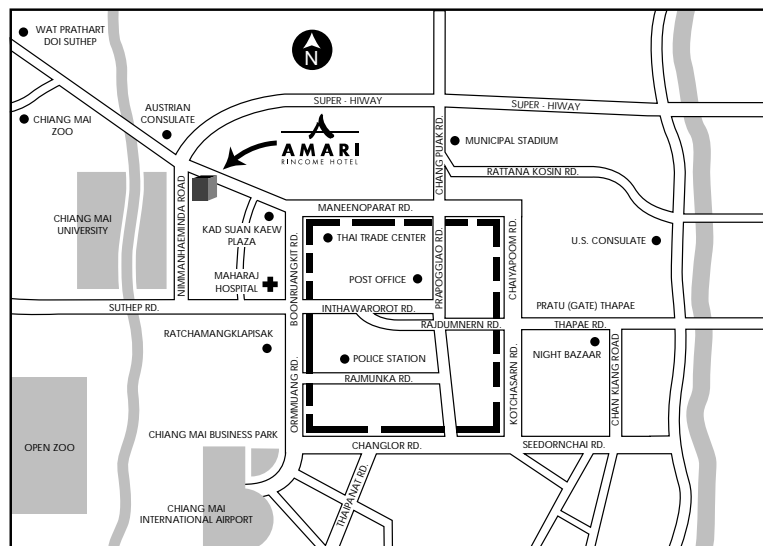 WAT PRATHART
DOI SUTHEP
N
AUSTRIAN
CONSULATE
SUPER - HIWAY
SUPER - HIWAY
CHIANG MAI
ZOO
AMARI
RINCOME HOTEL
CHANG PUAK RD.
MUNICIPAL STADIUM
RATTANA KOSIN RD.
NIMMANHAEMINDA ROAD
MANEENOPARAT RD.
CHIANG MAI
UNIVERSITY
KAD SUAN KAEW
PLAZA
BOONRUANGKIT RD.
THAI TRADE CENTER
PRAPOGGIAO RD.
CHAIYAPOOM RD.
U.S. CONSULATE
MAHARAJ
HOSPITAL
POST OFFICE
SUTHEP RD.
INTHAWAROROT RD.
PRATU (GATE) THAPAE
RAJDUMNERN RD.
THAPAE RD.
RATCHAMANGKLAPISAK
POLICE STATION
NIGHT BAZAAR
ORMMUANG RD.
RAJMUNKA RD.
KOTCHASARN RD.
CHAN KLANG ROAD
OPEN ZOO
CHIANG MAI BUSINESS PARK
CHANGLOR RD.
SEEDORNCHAI RD.
THAIPANAT RD.
CHIANG MAI
INTERNATIONAL AIRPORT